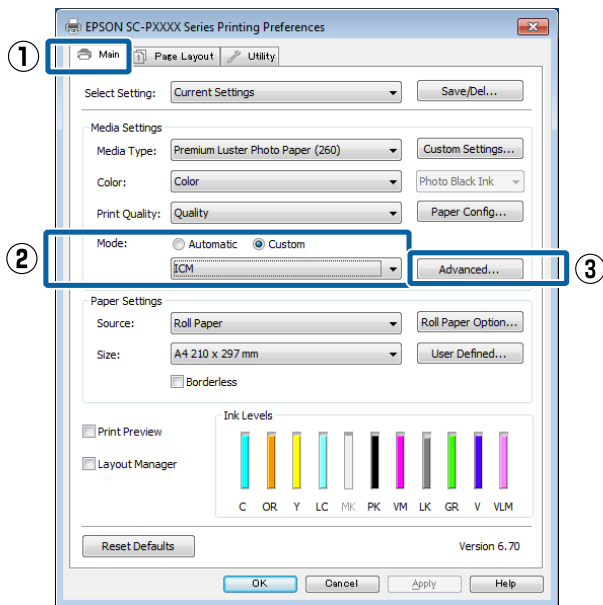 EPSON SC-PXXXX Series Printing Preferences
①
Main
Page Layout
Utility
Select Setting: Current Settings Save/Del...
Media Settings
Media Type: Premium Luster Photo Paper (260) Custom Settings...
Color: Color Photo Black Ink
Print Quality: Quality Paper Config...
② Mode: Automatic Custom
ICM Advanced... ③
Paper Settings
Source: Roll Paper Roll Paper Option...
Size: A4 210 x 297 mm User Defined...
Borderless
Ink Levels
Print Preview
Layout Manager
C OR Y LC MK PK VM LK GR V VLM
Reset Defaults Version 6.70
OK Cancel Apply Help